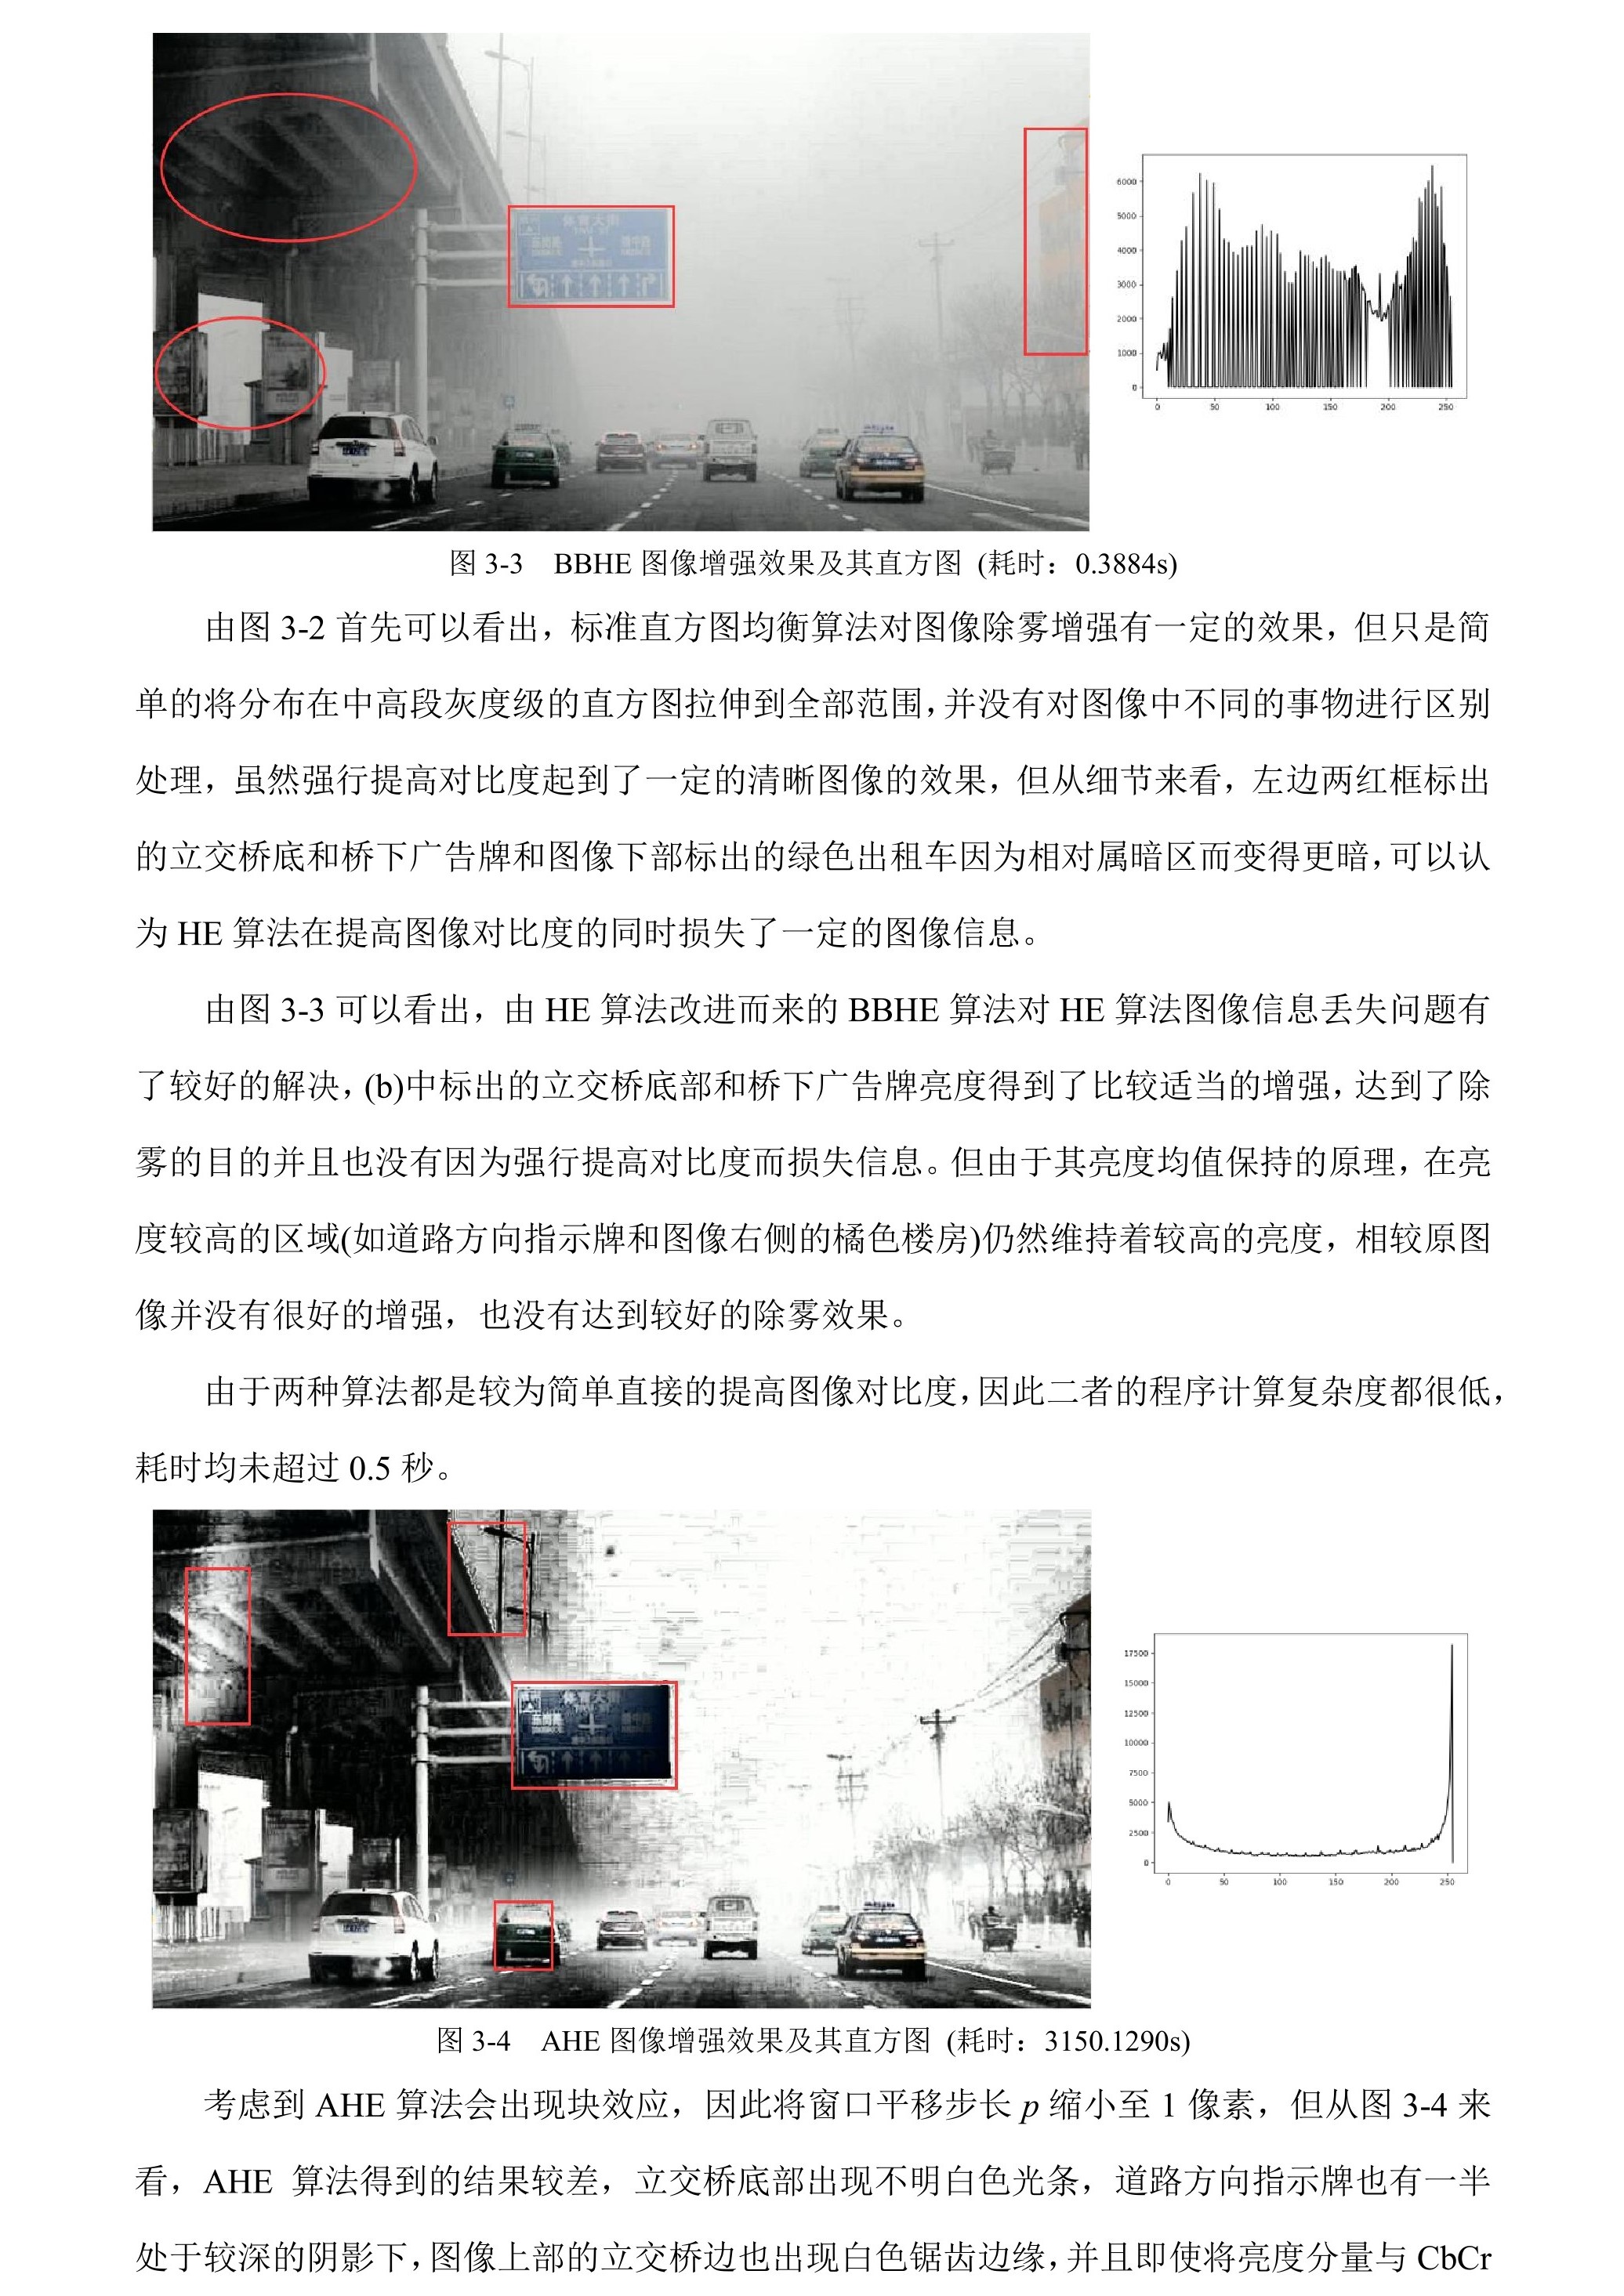 体育大街
6000
5000
4000
3000
2000
1000
0
0 50 100 150 200 250
图 3-3 BBHE 图像增强效果及其直方图 (耗时：0.3884s)
由图 3-2 首先可以看出，标准直方图均衡算法对图像除雾增强有一定的效果，但只是简
单的将分布在中高段灰度级的直方图拉伸到全部范围，并没有对图像中不同的事物进行区别
处理，虽然强行提高对比度起到了一定的清晰图像的效果，但从细节来看，左边两红框标出
的立交桥底和桥下广告牌和图像下部标出的绿色出租车因为相对属暗区而变得更暗，可以认
为 HE 算法在提高图像对比度的同时损失了一定的图像信息。
由图 3-3 可以看出，由 HE 算法改进而来的 BBHE 算法对 HE 算法图像信息丢失问题有
了较好的解决，(b)中标出的立交桥底部和桥下广告牌亮度得到了比较适当的增强，达到了除
雾的目的并且也没有因为强行提高对比度而损失信息。但由于其亮度均值保持的原理，在亮
度较高的区域(如道路方向指示牌和图像右侧的橘色楼房)仍然维持着较高的亮度，相较原图
像并没有很好的增强，也没有达到较好的除雾效果。
由于两种算法都是较为简单直接的提高图像对比度，因此二者的程序计算复杂度都很低，
耗时均未超过 0.5 秒。
体育大街
17500
15000
12500
10000
7500
5000
2500
0
0 50 100 150 200 250
图 3-4 AHE 图像增强效果及其直方图 (耗时：3150.1290s)
考虑到 AHE 算法会出现块效应，因此将窗口平移步长 p 缩小至 1 像素，但从图 3-4 来
看，AHE 算法得到的结果较差，立交桥底部出现不明白色光条，道路方向指示牌也有一半
处于较深的阴影下，图像上部的立交桥边也出现白色锯齿边缘，并且即使将亮度分量与 CbCr